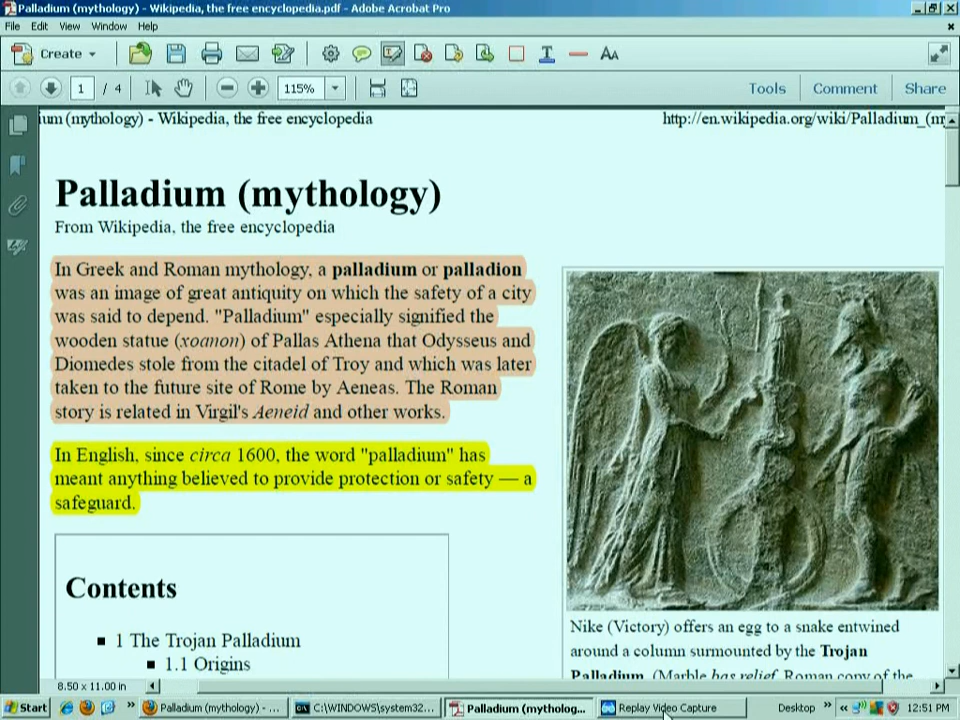 Palladium (mythology) - Wikipedia, the free encyclopedia.pdf - Adobe Acrobat Pro
File Edit View Window Help
Create
1 / 4 115% Tools Comment Share
ium (mythology) - Wikipedia, the free encyclopedia http://en.wikipedia.org/wiki/Palladium_(m
Palladium (mythology)
From Wikipedia, the free encyclopedia
In Greek and Roman mythology, a palladium or palladion
was an image of great antiquity on which the safety of a city
was said to depend. "Palladium" especially signified the
wooden statue (xoanon) of Pallas Athena that Odysseus and
Diomedes stole from the citadel of Troy and which was later
taken to the future site of Rome by Aeneas. The Roman
story is related in Virgil's Aeneid and other works.
In English, since circa 1600, the word "palladium" has
meant anything believed to provide protection or safety — a
safeguard.
Contents
1 The Trojan Palladium
1.1 Origins
Nike (Victory) offers an egg to a snake entwined
around a column surmounted by the Trojan
Palladium. (Marble bas relief, Roman copy of the
8.50 x 11.00 in
Start Palladium (mythology) - ... C:\WINDOWS\system32... Palladium (mytholog... Replay Video Capture Desktop 12:51 PM